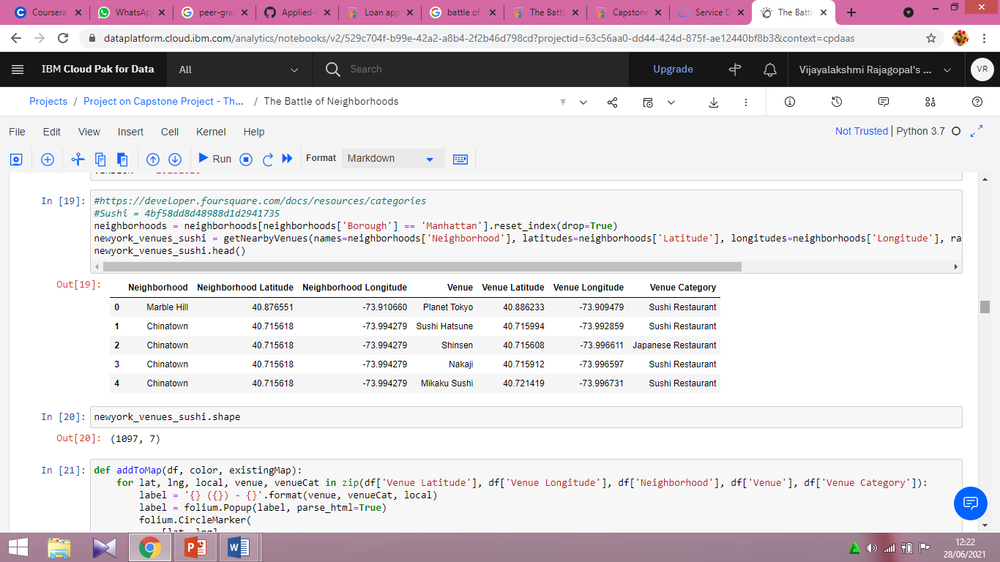 Coursera
WhatsAp
peer-gra
Applied-
Loan app
battle of
The Battl
Capstone
Service D
The Battl
dataplatform.cloud.ibm.com/analytics/notebooks/v2/529c704f-b99e-42a2-a8b4-2f2b46d798cd?projectid=63c56aa0-dd44-424d-875f-ae12440bf8b3&context=cpdaas
IBM Cloud Pak for Data
All
Search
Upgrade
Vijayalakshmi Rajagopal's ...
VR
Projects / Project on Capstone Project - Th... / The Battle of Neighborhoods
File Edit View Insert Cell Kernel Help
Not Trusted | Python 3.7
Run
Format
Markdown
In [19]:
#https://developer.foursquare.com/docs/resources/categories
#Sushi = 4bf58dd8d48988d1d2941735
neighborhoods = neighborhoods[neighborhoods['Borough'] == 'Manhattan'].reset_index(drop=True)
newyork_venues_sushi = getNearbyVenues(names=neighborhoods['Neighborhood'], latitudes=neighborhoods['Latitude'], longitudes=neighborhoods['Longitude'], ra
newyork_venues_sushi.head()
Out[19]:
Neighborhood Neighborhood Latitude Neighborhood Longitude Venue Venue Latitude Venue Longitude Venue Category
0 Marble Hill 40.876551 -73.910660 Planet Tokyo 40.886233 -73.909479 Sushi Restaurant
1 Chinatown 40.715618 -73.994279 Sushi Hatsune 40.715994 -73.992859 Sushi Restaurant
2 Chinatown 40.715618 -73.994279 Shinsen 40.715608 -73.996611 Japanese Restaurant
3 Chinatown 40.715618 -73.994279 Nakaji 40.715912 -73.996597 Sushi Restaurant
4 Chinatown 40.715618 -73.994279 Mikaku Sushi 40.721419 -73.996731 Sushi Restaurant
In [20]: newyork_venues_sushi.shape
Out[20]: (1097, 7)
In [21]: def addToMap(df, color, existingMap):
for lat, lng, local, venue, venueCat in zip(df['Venue Latitude'], df['Venue Longitude'], df['Neighborhood'], df['Venue'], df['Venue Category']):
label = '{} ({}) - {}'.format(venue, venueCat, local)
label = folium.Popup(label, parse_html=True)
folium.CircleMarker(
12:22
28/06/2021